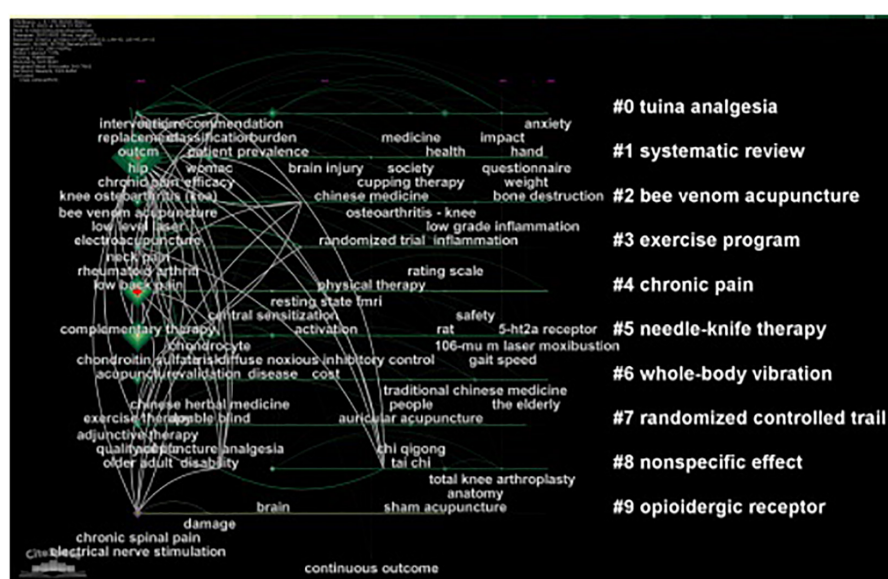 #0 tuina analgesia
intervention recommendation
anxiety
replacement classification burden
medicine
impact
outcm
patient prevalence
health
hand
#1 systematic review
hip
womac
brain injury
society
questionnaire
chronic pain efficacy
cupping therapy
weight
knee osteoarthritis (koa)
chinese medicine
bone destruction
#2 bee venom acupuncture
bee venom acupuncture
osteoarthritis - knee
low level laser
low grade inflammation
electroacupuncture
randomized trial inflammation
#3 exercise program
neck pain
rheumatoid arthriti
rating scale
low back pain
physical therapy
#4 chronic pain
resting state fmri
central sensitization
safety
complementary therapy
activation
rat
5-ht2a receptor
#5 needle-knife therapy
chondrocyte
106-mu m laser moxibustion
chondroitin sulfate risk diffuse noxious inhibitory control
gait speed
acupuncture validation disease cost
#6 whole-body vibration
traditional chinese medicine
chinese herbal medicine
people
the elderly
exercise therapy double blind
auricular acupuncture
#7 randomized controlled trail
adjunctive therapy
acupuncture analgesia
chi qigong
older adult disability
tai chi
#8 nonspecific effect
total knee arthroplasty
anatomy
brain
sham acupuncture
#9 opioidergic receptor
damage
chronic spinal pain
electrical nerve stimulation
continuous outcome